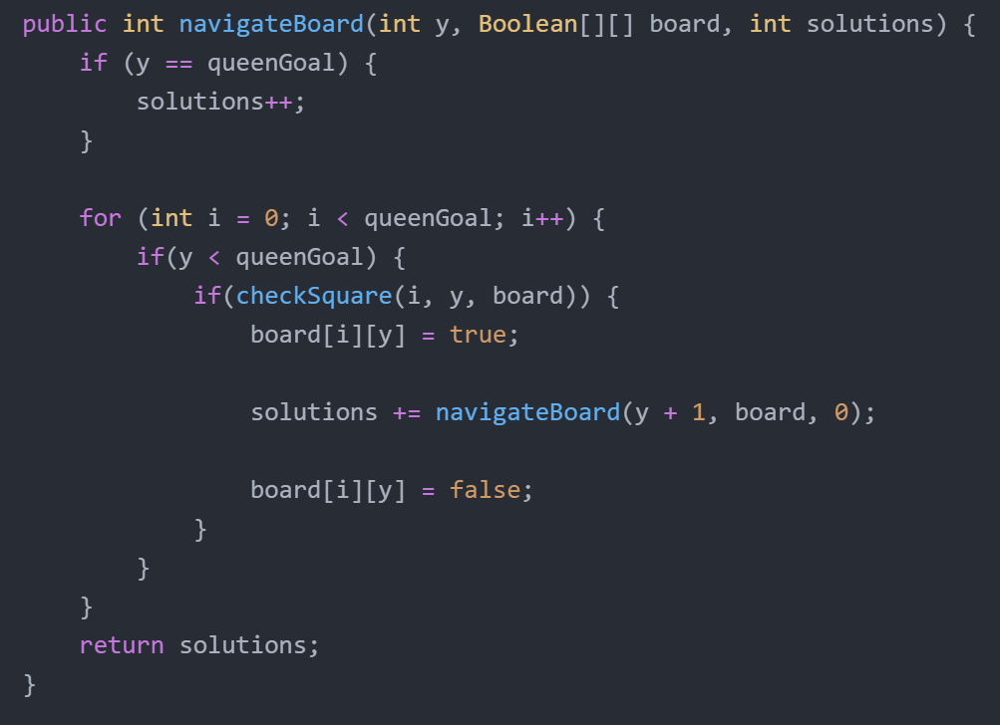 public int navigateBoard(int y, Boolean[][] board, int solutions) {
    if (y == queenGoal) {
        solutions++;
    }

    for (int i = 0; i < queenGoal; i++) {
        if(y < queenGoal) {
            if(checkSquare(i, y, board)) {
                board[i][y] = true;

                solutions += navigateBoard(y + 1, board, 0);

                board[i][y] = false;
            }
        }
    }
    return solutions;
}